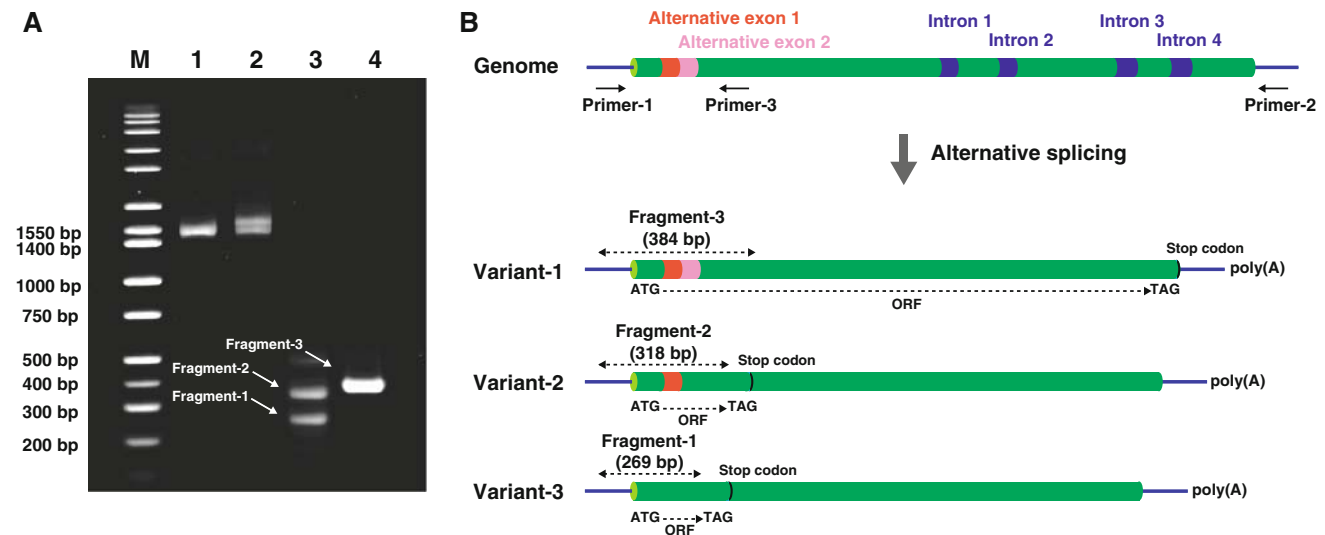 A
M 1 2 3 4
1550 bp
1400 bp
1000 bp
750 bp
500 bp
400 bp
300 bp
200 bp
Fragment-3
Fragment-2
Fragment-1
B
Alternative exon 1
Alternative exon 2
Intron 1
Intron 2
Intron 3
Intron 4
Genome
Primer-1
Primer-3
Primer-2
Alternative splicing
Fragment-3
(384 bp)
Stop codon
Variant-1
poly(A)
ATG
TAG
ORF
Fragment-2
(318 bp)
Stop codon
Variant-2
poly(A)
ATG
TAG
ORF
Fragment-1
(269 bp)
Stop codon
Variant-3
poly(A)
ATG
TAG
ORF